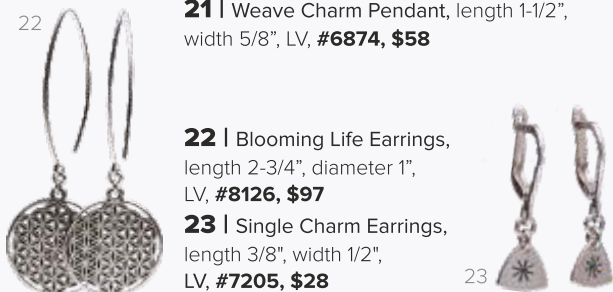 22
21 | Weave Charm Pendant, length 1-1/2”,
width 5/8”, LV, #6874, $58
22 | Blooming Life Earrings,
length 2-3/4”, diameter 1”,
LV, #8126, $97
23 | Single Charm Earrings,
length 3/8", width 1/2",
LV, #7205, $28
23